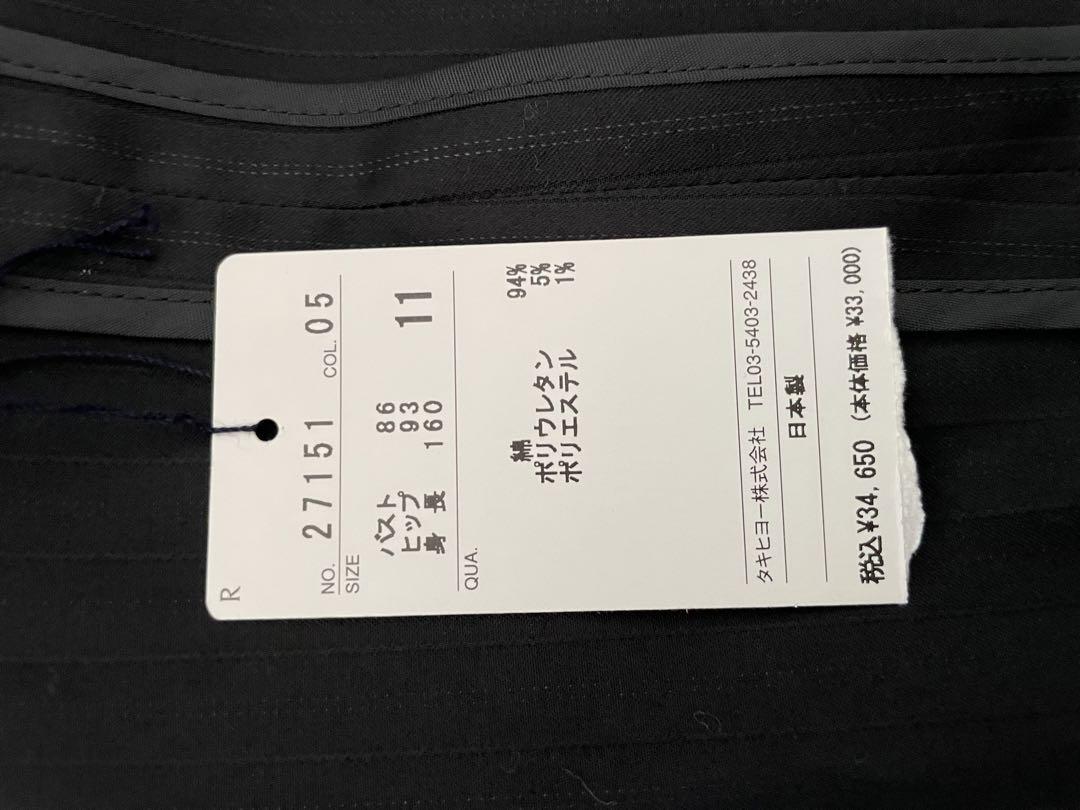 R
NO. 27151 COL. 05
SIZE
バスト 86 11
ヒップ 93
身長 160
QUA.
綿 94%
ポリウレタン 5%
ポリエステル 1%
タキヒヨー株式会社 TEL03-5403-2438
日本製
税込¥34,650 (本体価格 ¥33,000)